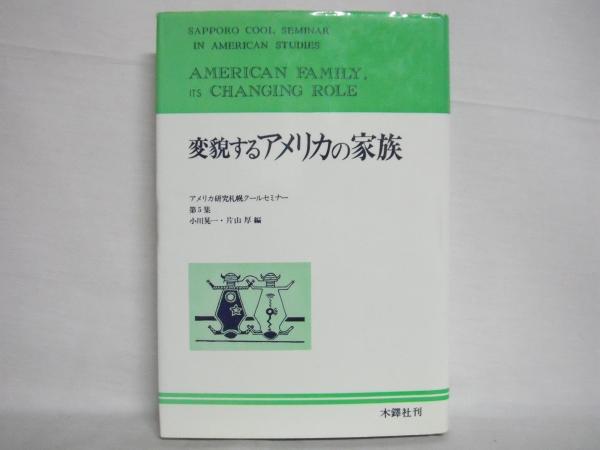 SAPPORO COOL SEMINAR
IN AMERICAN STUDIES
AMERICAN FAMILY,
ITS CHANGING ROLE
変貌するアメリカの家族
アメリカ研究札幌クールセミナー
第5集
小川晃一・片山厚編
木鐸社刊